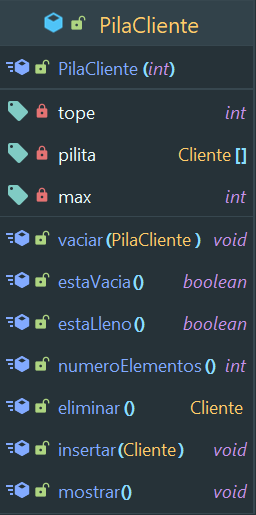 PilaCliente
PilaCliente (int)
tope int
pilita Cliente []
max int
vaciar(PilaCliente ) void
estaVacia() boolean
estaLleno() boolean
numeroElementos() int
eliminar () Cliente
insertar(Cliente ) void
mostrar() void